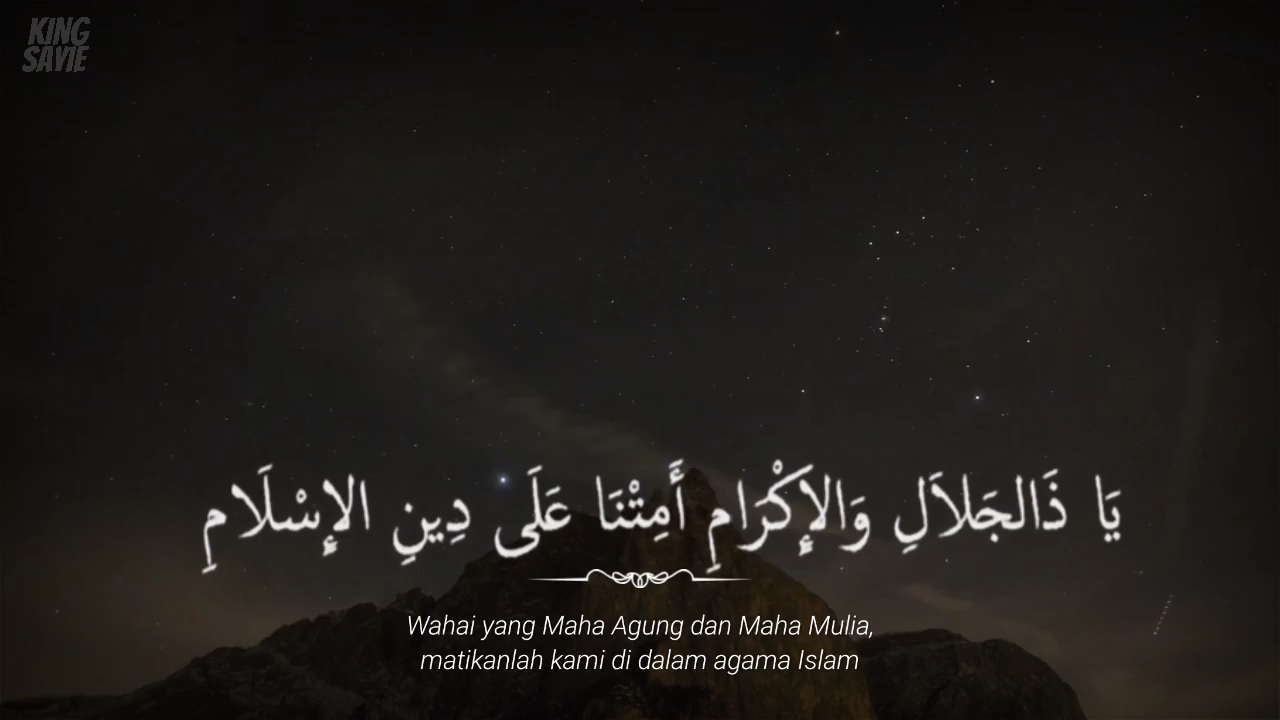 KING
SAVIE
يَا ذَالجَلاَلِ وَالإِكْرَامِ أَمِتْنَا عَلَى دِينِ الإِسْلَامِ
Wahai yang Maha Agung dan Maha Mulia,
matikanlah kami di dalam agama Islam